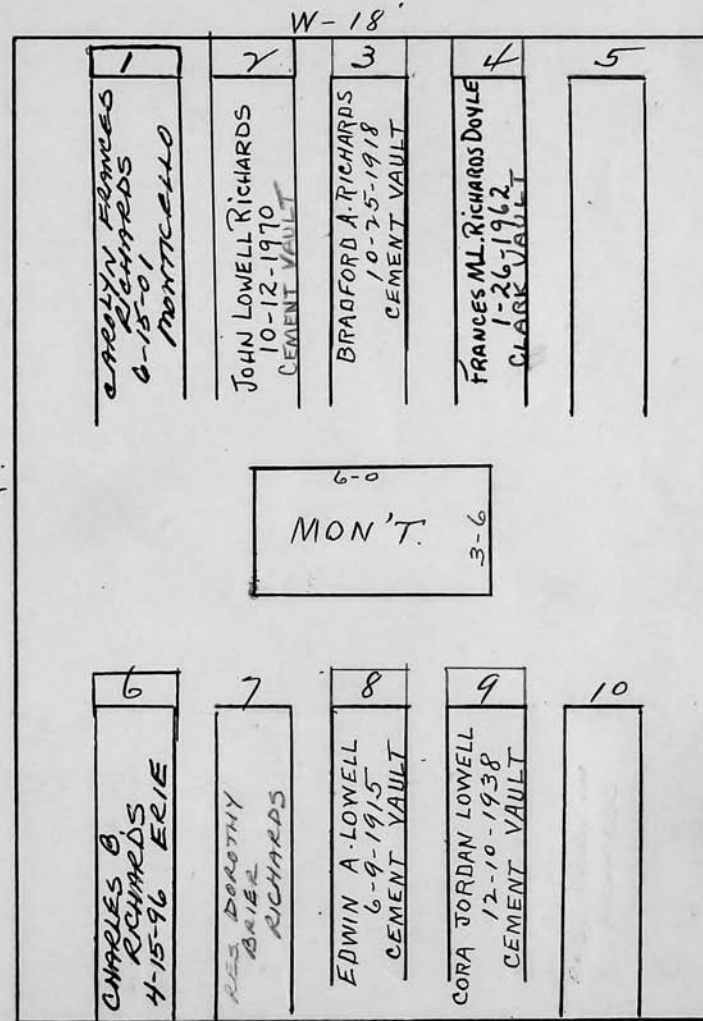 W-18'
1
CAROLYN FRANCES
RICHARDS
6-15-01
MONTICELLO
2
JOHN LOWELL RICHARDS
10-12-1970
CEMENT VAULT
3
BRADFORD A. RICHARDS
10-25-1918
CEMENT VAULT
4
FRANCES M.L. RICHARDS DOYLE
1-26-1962
CLARK VAULT
5
6-0
MON'T.
3-6
6
CHARLES B
RICHARDS
4-15-96 ERIE
7
RES DOROTHY
BRIER
RICHARDS
8
EDWIN A. LOWELL
6-9-1915
CEMENT VAULT
9
CORA JORDAN LOWELL
12-10-1938
CEMENT VAULT
10